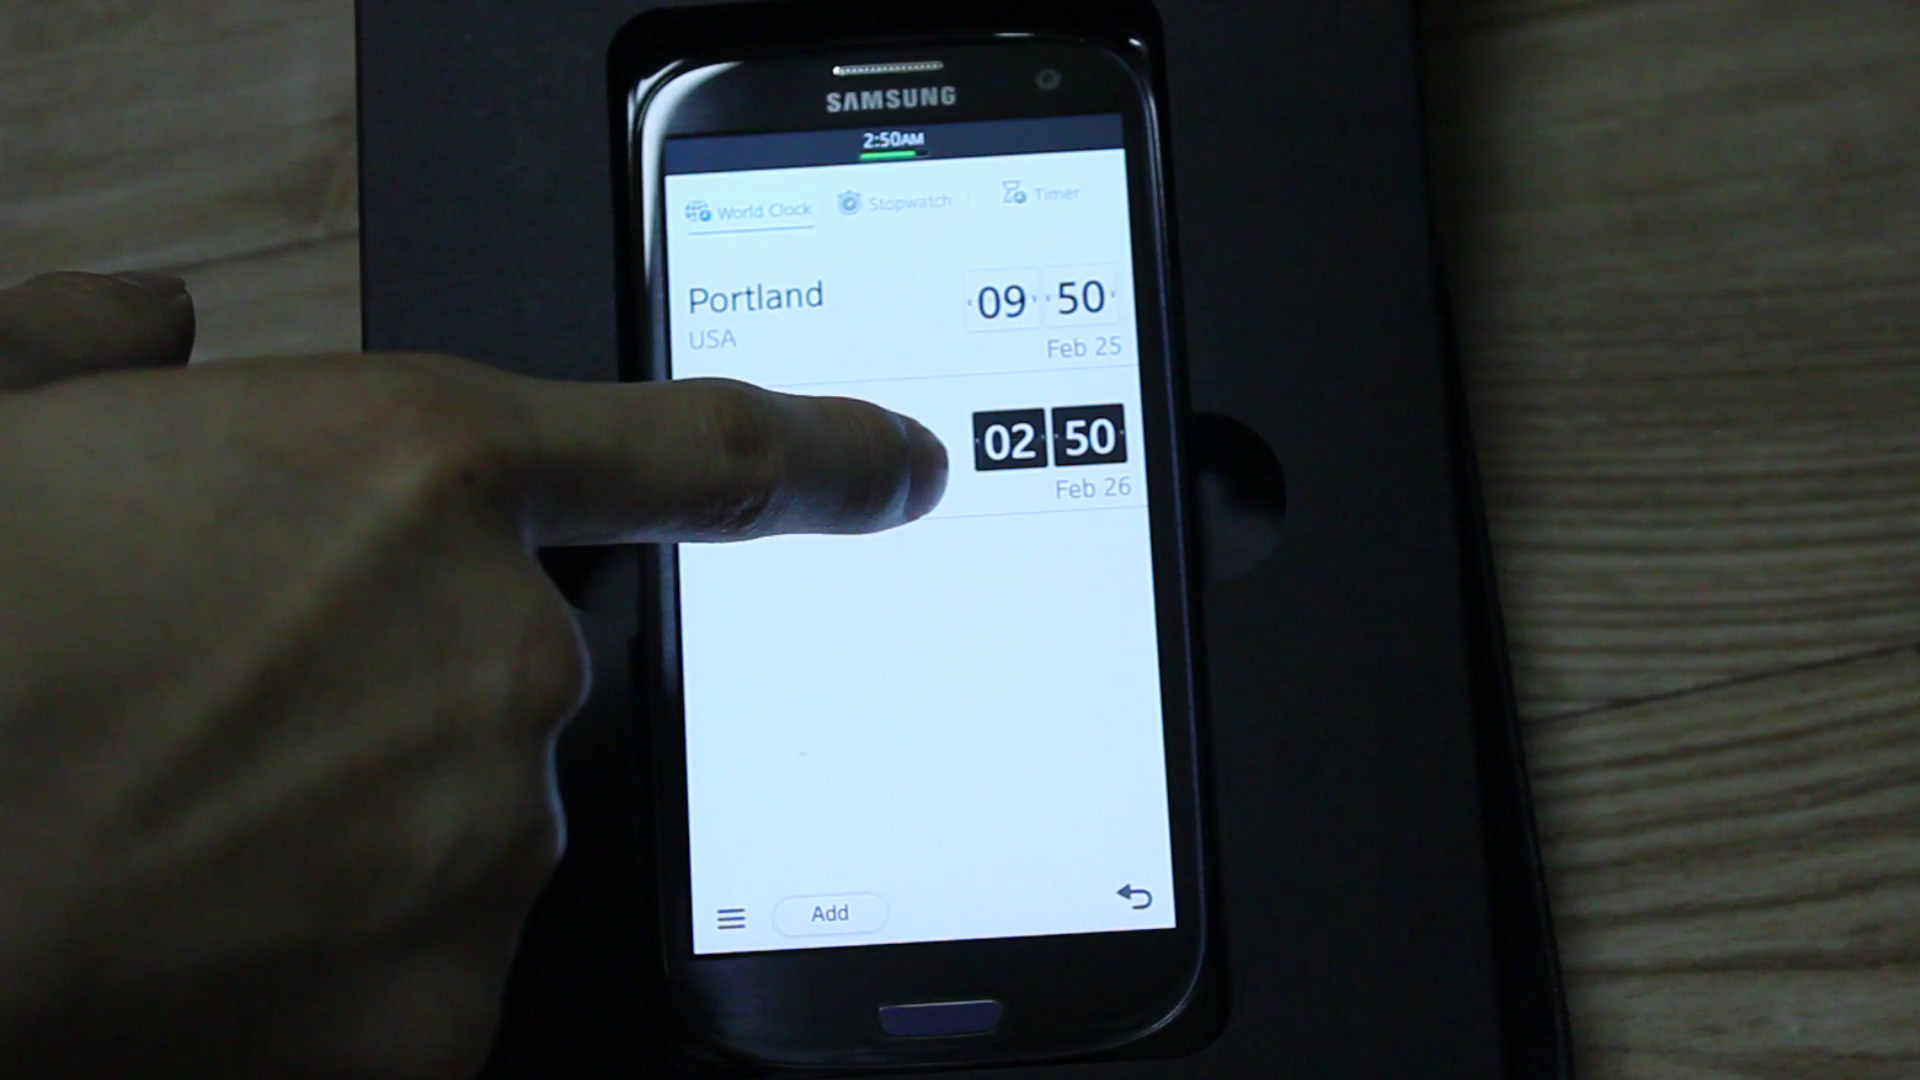 SAMSUNG
2:50AM
World Clock
Stopwatch
Timer
Portland
09 50
USA
Feb 25
02 50
Feb 26
Add